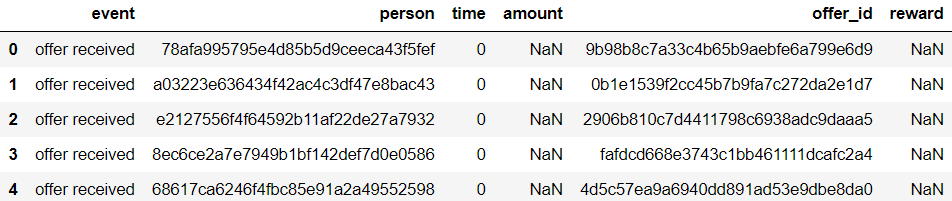 event person time amount offer_id reward
0 offer received 78afa995795e4d85b5d9ceeca43f5fef 0 NaN 9b98b8c7a33c4b65b9aebfe6a799e6d9 NaN
1 offer received a03223e636434f42ac4c3df47e8bac43 0 NaN 0b1e1539f2cc45b7b9fa7c272da2e1d7 NaN
2 offer received e2127556f4f64592b11af22de27a7932 0 NaN 2906b810c7d4411798c6938adc9daaa5 NaN
3 offer received 8ec6ce2a7e7949b1bf142def7d0e0586 0 NaN fafdcd668e3743c1bb461111dcafc2a4 NaN
4 offer received 68617ca6246f4fbc85e91a2a49552598 0 NaN 4d5c57ea9a6940dd891ad53e9dbe8da0 NaN